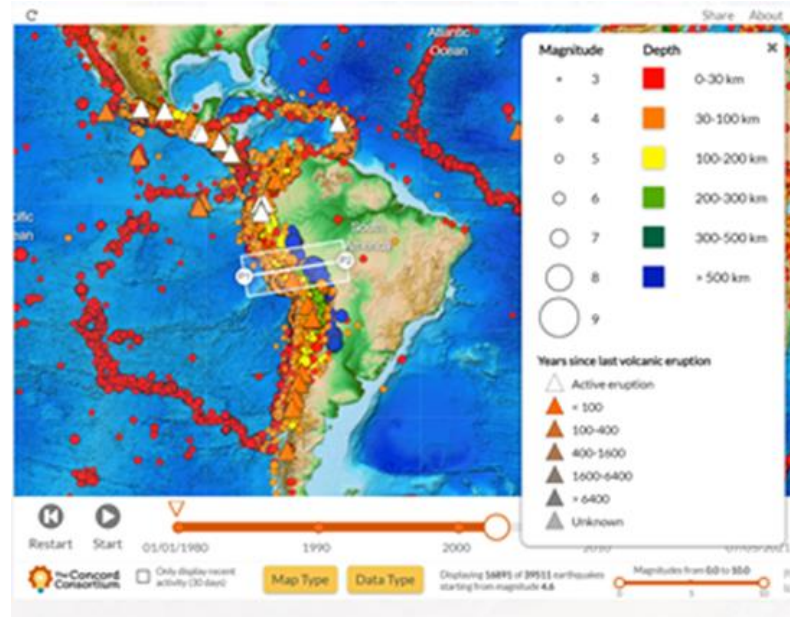 Share About
Atlantic
Ocean
Magnitude
3
4
5
6
7
8
9
Depth
0-30 km
30-100 km
100-200 km
200-300 km
300-500 km
> 500 km
Years since last volcanic eruption
Active eruption
< 100
100-400
400-1600
1600-6400
> 6400
Unknown
South
America
P1
P2
Restart
Start
01/01/1980
1990
2000
2010
The Concord
Consortium
Only display recent
activity (30 days)
Map Type
Data Type
Displaying 16891 of 39511 earthquakes
starting from magnitude 4.6
Magnitudes from 0.0 to 10.0
0
5
10